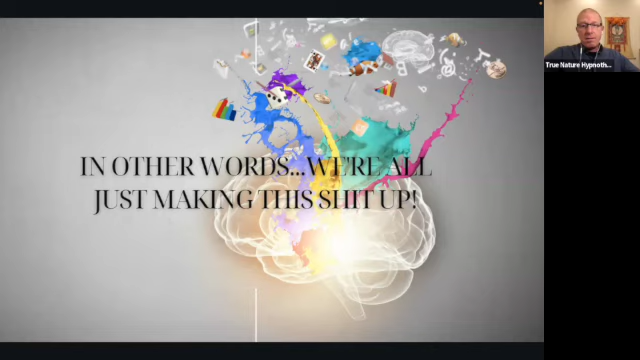 IN OTHER WORDS...WE'RE ALL
JUST MAKING THIS SHIT UP!
True Nature Hypnoth...